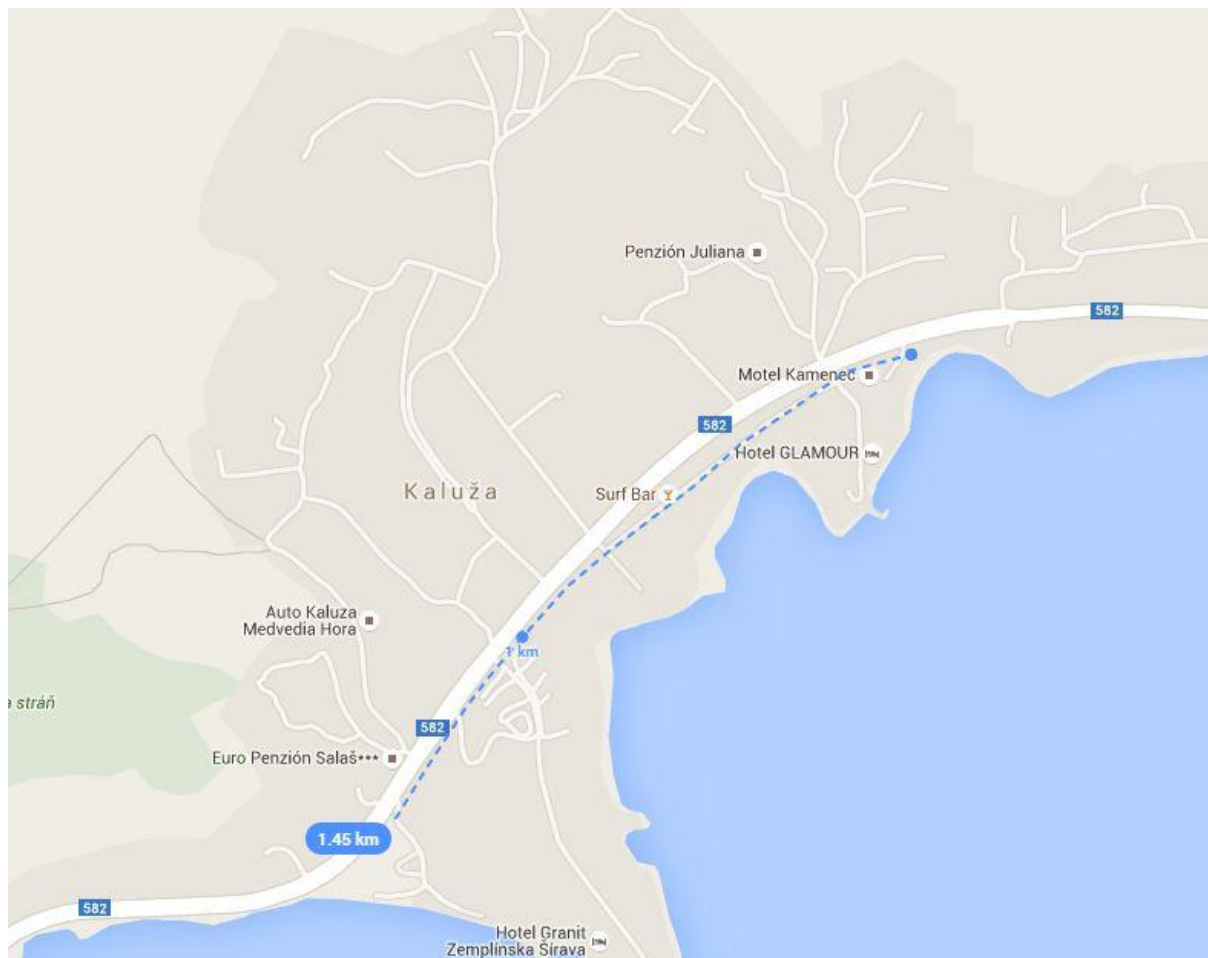 Penzión Juliana
582
Motel Kamenec
582
Hotel GLAMOUR
Surf Bar
Kaluža
Auto Kaluza
Medvedia Hora
1 km
a stráň
582
Euro Penzión Salaš***
1.45 km
582
Hotel Granit
Zemplínska Šírava